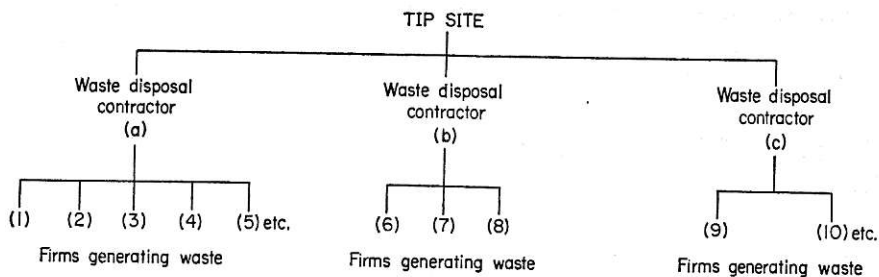 TIP SITE
Waste disposal
contractor
(a)
Waste disposal
contractor
(b)
Waste disposal
contractor
(c)
(1) (2) (3) (4) (5) etc.
(6) (7) (8)
(9) (10) etc.
Firms generating waste
Firms generating waste
Firms generating waste